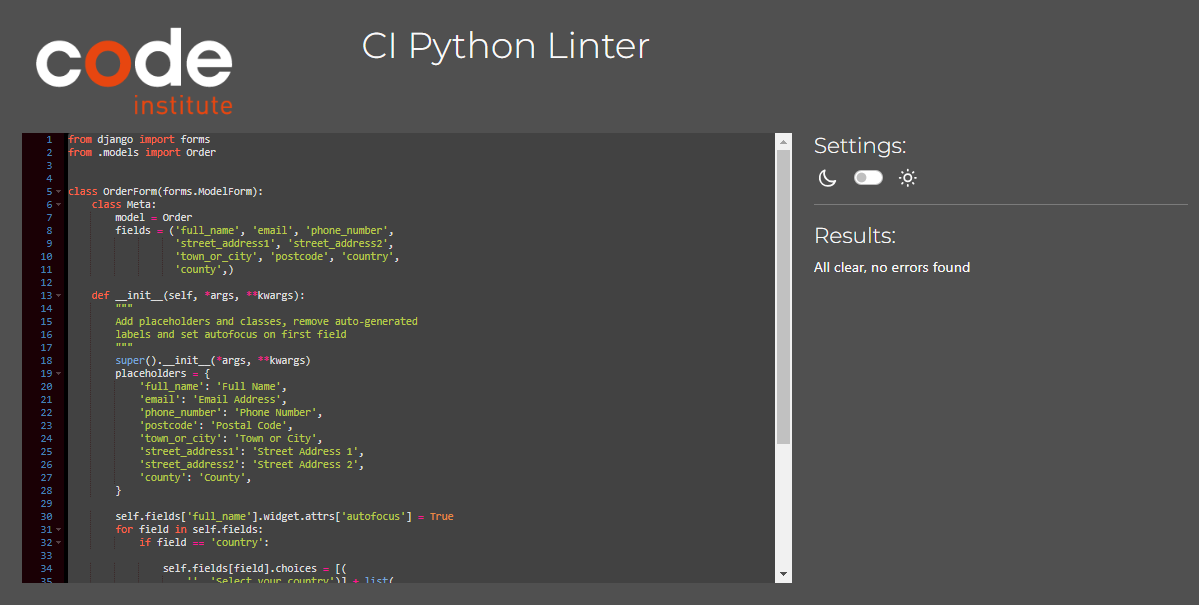 code
institute
CI Python Linter
1 from django import forms
2 from .models import Order
3
4
5 class OrderForm(forms.ModelForm):
6     class Meta:
7         model = Order
8         fields = ('full_name', 'email', 'phone_number',
9                   'street_address1', 'street_address2',
10                   'town_or_city', 'postcode', 'country',
11                   'county',)
12
13     def __init__(self, *args, **kwargs):
14         """
15         Add placeholders and classes, remove auto-generated
16         labels and set autofocus on first field
17         """
18         super().__init__(*args, **kwargs)
19         placeholders = {
20             'full_name': 'Full Name',
21             'email': 'Email Address',
22             'phone_number': 'Phone Number',
23             'postcode': 'Postal Code',
24             'town_or_city': 'Town or City',
25             'street_address1': 'Street Address 1',
26             'street_address2': 'Street Address 2',
27             'county': 'County',
28         }
29
30         self.fields['full_name'].widget.attrs['autofocus'] = True
31         for field in self.fields:
32             if field == 'country':
33
34                 self.fields[field].choices = [(
35                     '', 'Select your country')] + list(
Settings:
Results:
All clear, no errors found